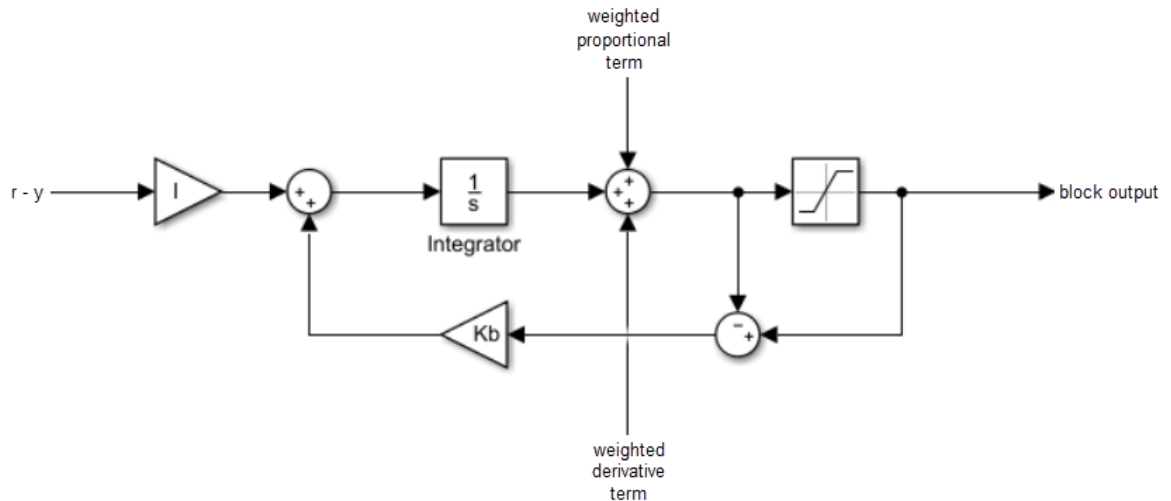 weighted
proportional
term
r - y
I
+
+
1
s
Integrator
+
+
+
block output
Kb
−
+
weighted
derivative
term